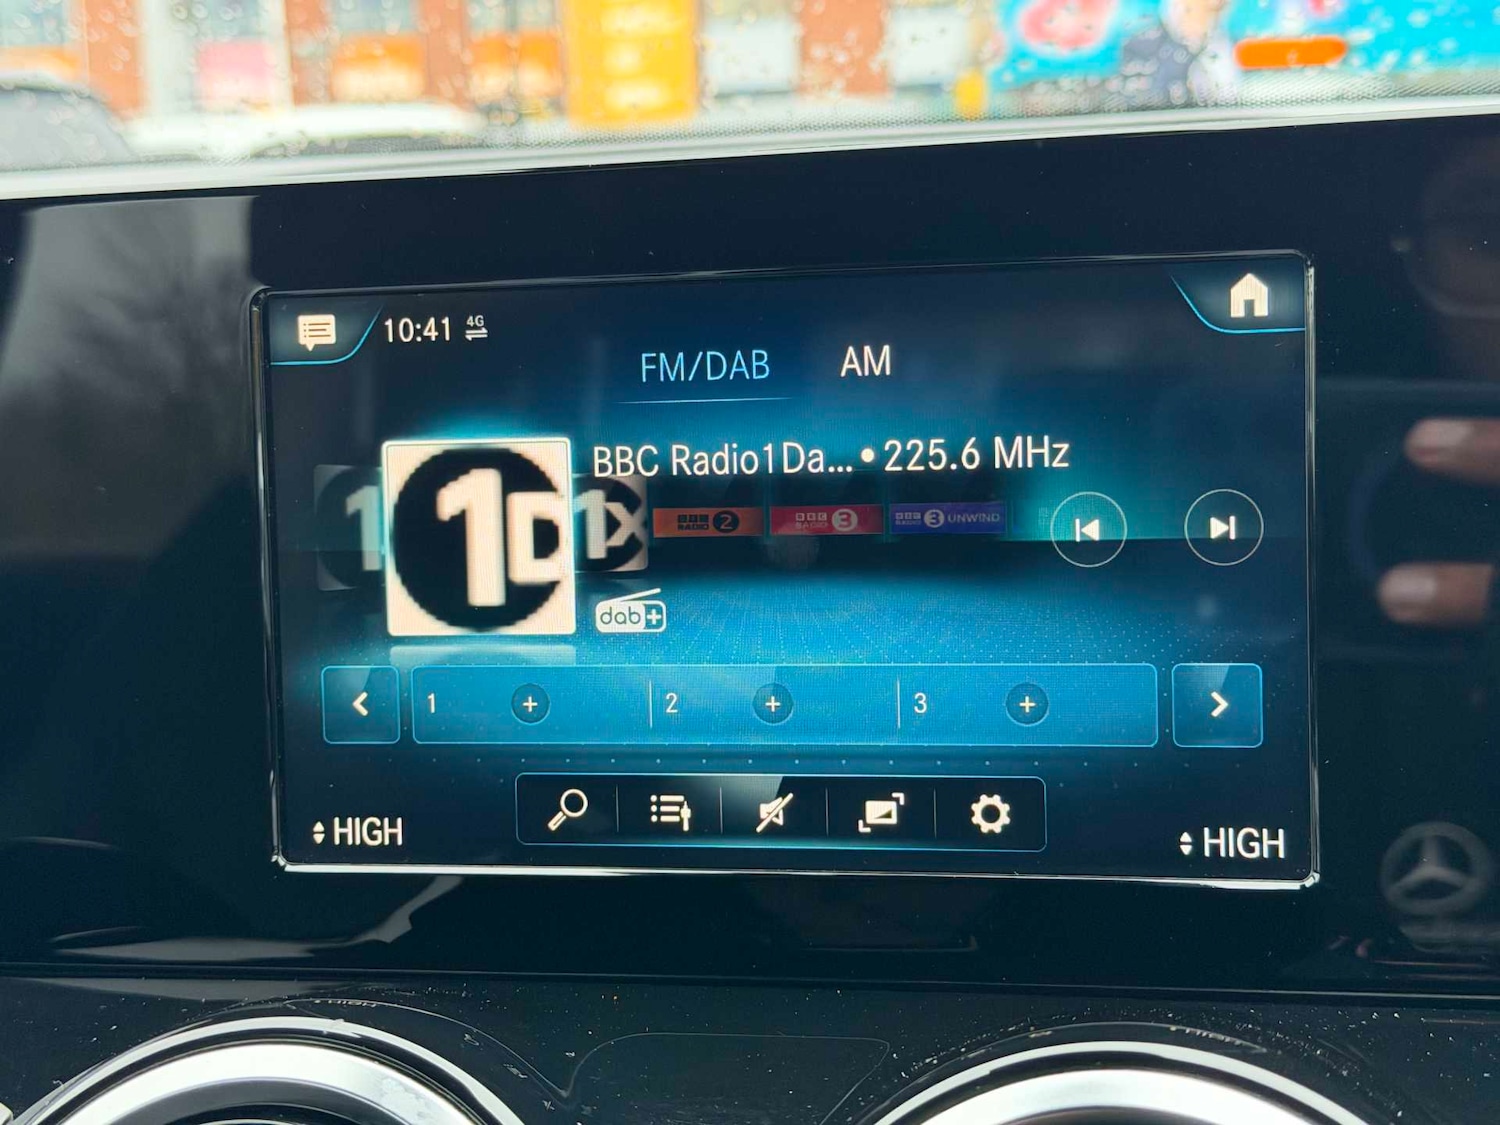 10:41 4G
FM/DAB AM
BBC Radio1Da... • 225.6 MHz
1 1D 1X BBC RADIO 2 BBC RADIO 3 BBC RADIO 3 UNWIND
dab+
1 + 2 + 3 +
HIGH HIGH